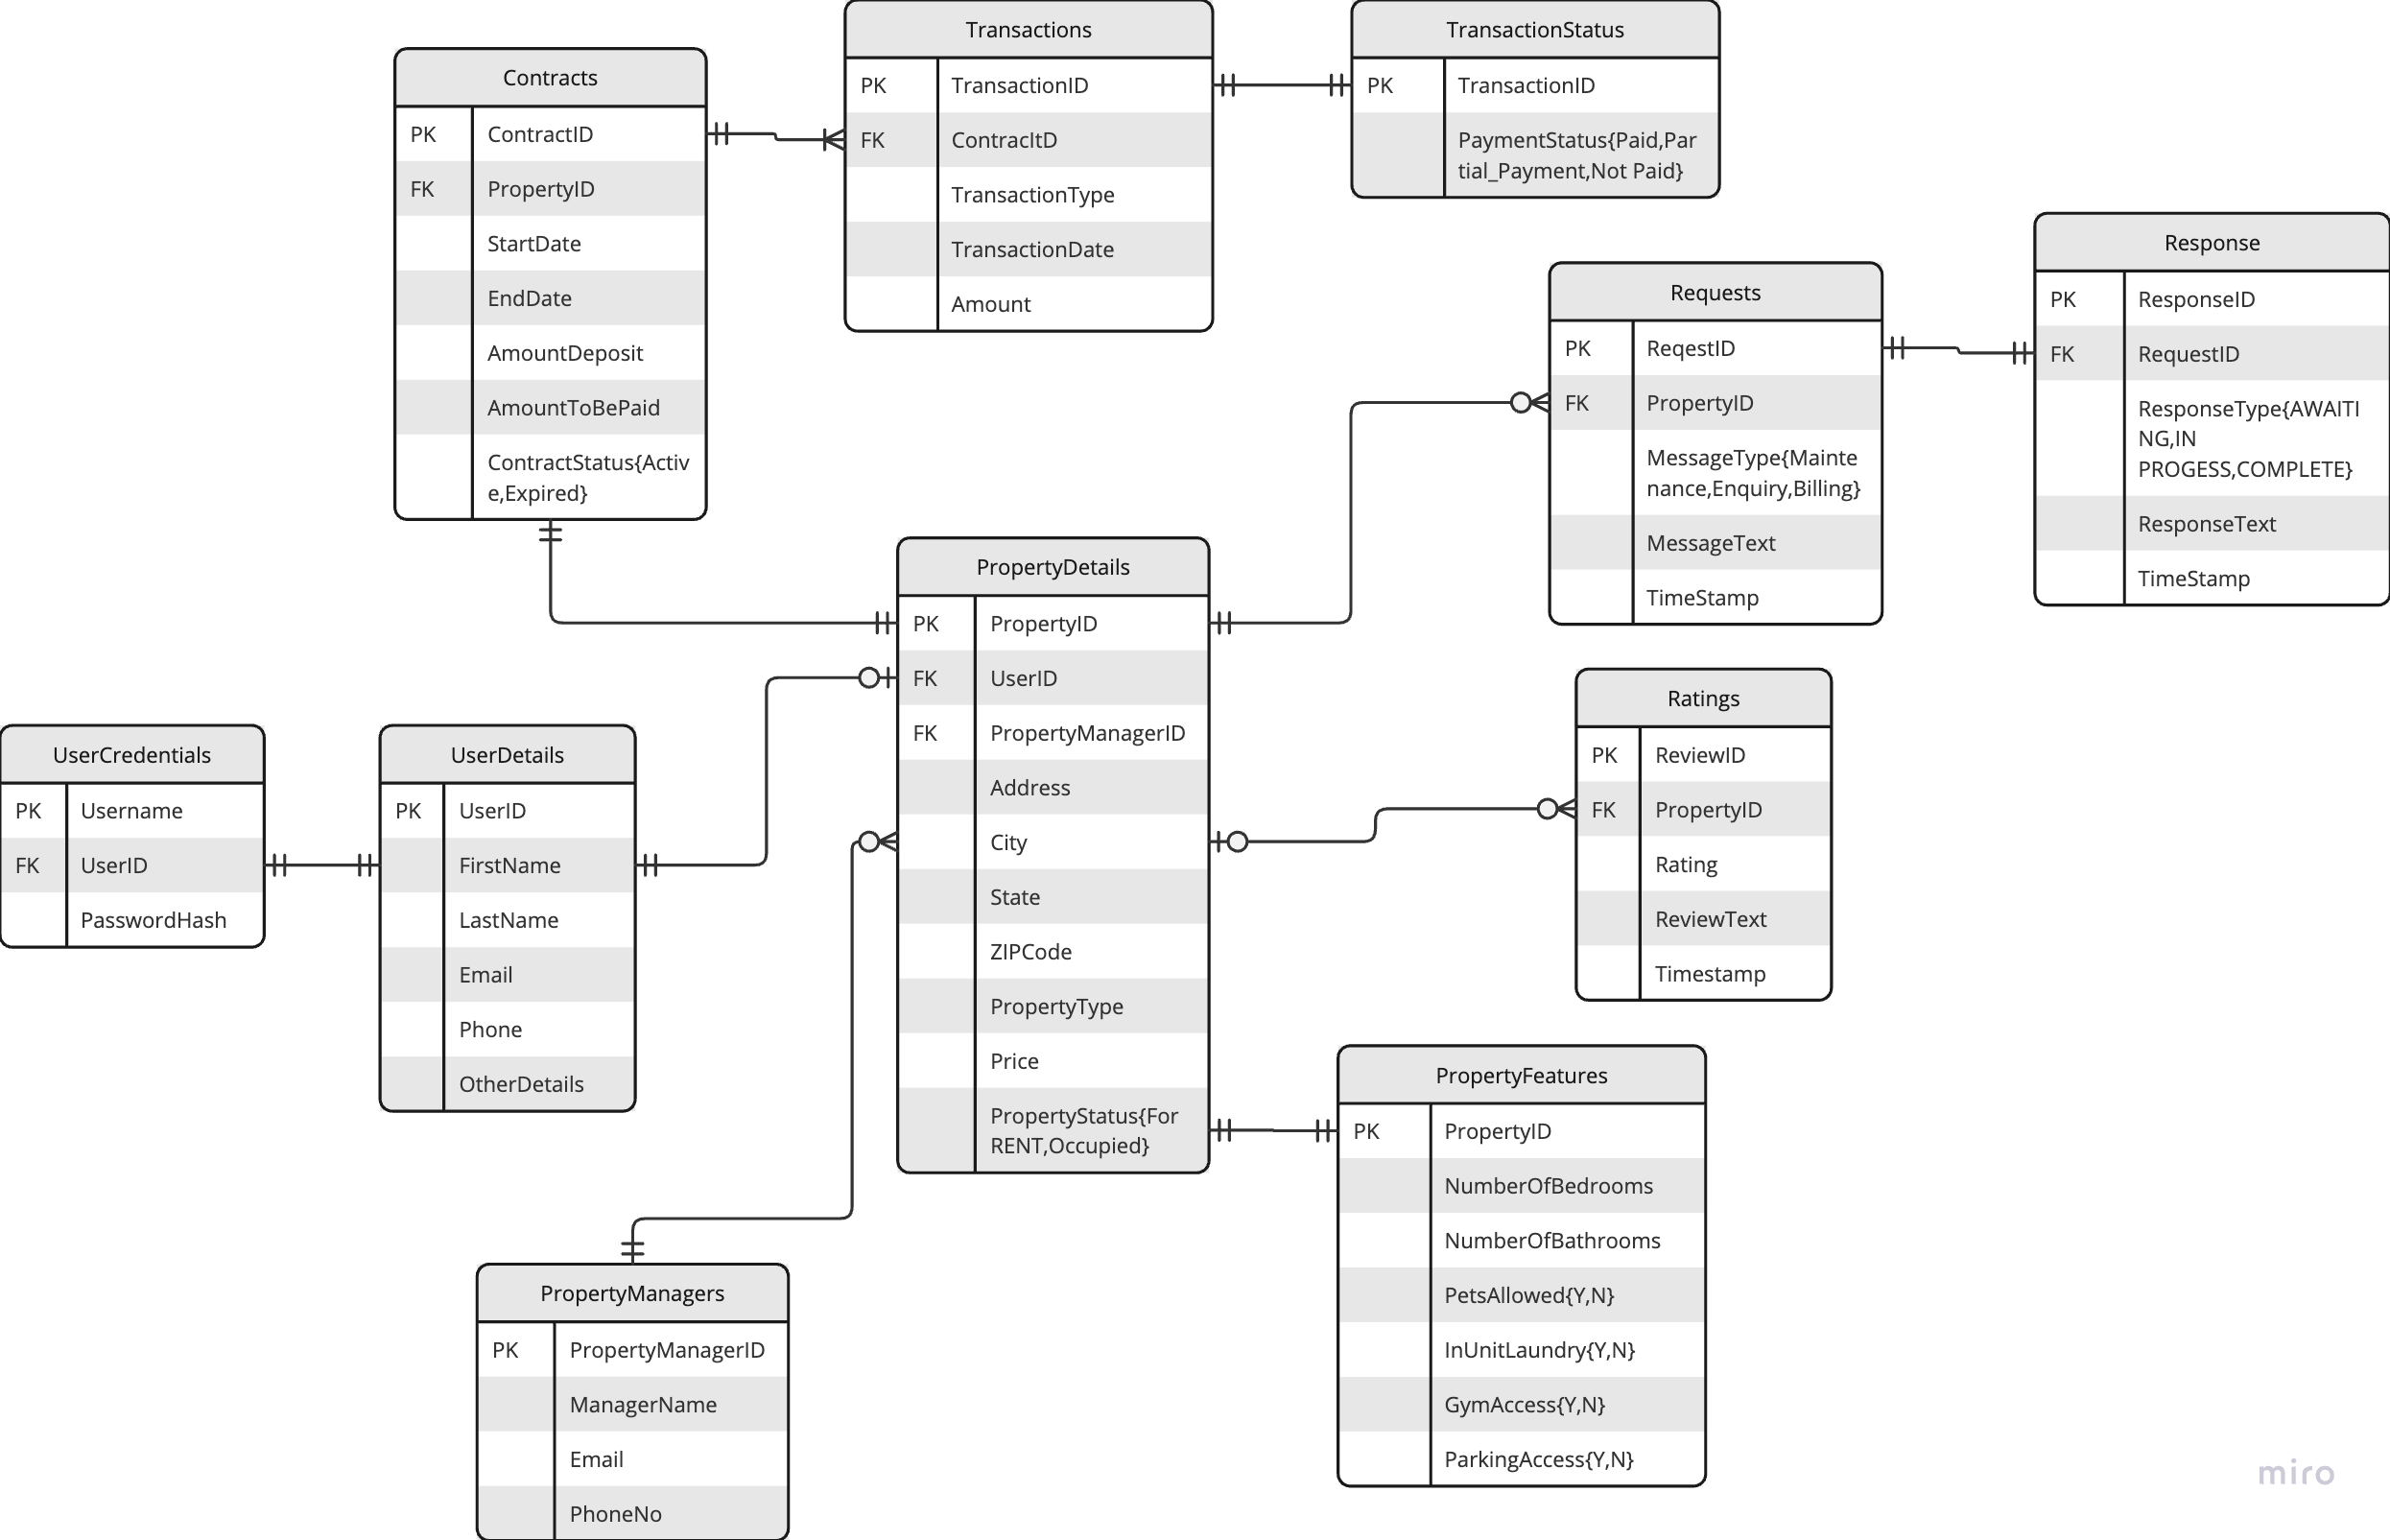 Transactions
PK TransactionID
FK ContracItD
TransactionType
TransactionDate
Amount
TransactionStatus
PK TransactionID
PaymentStatus{Paid,Par
tial_Payment,Not Paid}
Contracts
PK ContractID
FK PropertyID
StartDate
EndDate
AmountDeposit
AmountToBePaid
ContractStatus{Activ
e,Expired}
Requests
PK ReqestID
FK PropertyID
MessageType{Mainte
nance,Enquiry,Billing}
MessageText
TimeStamp
Response
PK ResponseID
FK RequestID
ResponseType{AWAITI
NG,IN
PROGESS,COMPLETE}
ResponseText
TimeStamp
PropertyDetails
PK PropertyID
FK UserID
FK PropertyManagerID
Address
City
State
ZIPCode
PropertyType
Price
PropertyStatus{For
RENT,Occupied}
Ratings
PK ReviewID
FK PropertyID
Rating
ReviewText
Timestamp
UserCredentials
PK Username
FK UserID
PasswordHash
UserDetails
PK UserID
FirstName
LastName
Email
Phone
OtherDetails
PropertyFeatures
PK PropertyID
NumberOfBedrooms
NumberOfBathrooms
PetsAllowed{Y,N}
InUnitLaundry{Y,N}
GymAccess{Y,N}
ParkingAccess{Y,N}
PropertyManagers
PK PropertyManagerID
ManagerName
Email
PhoneNo
miro